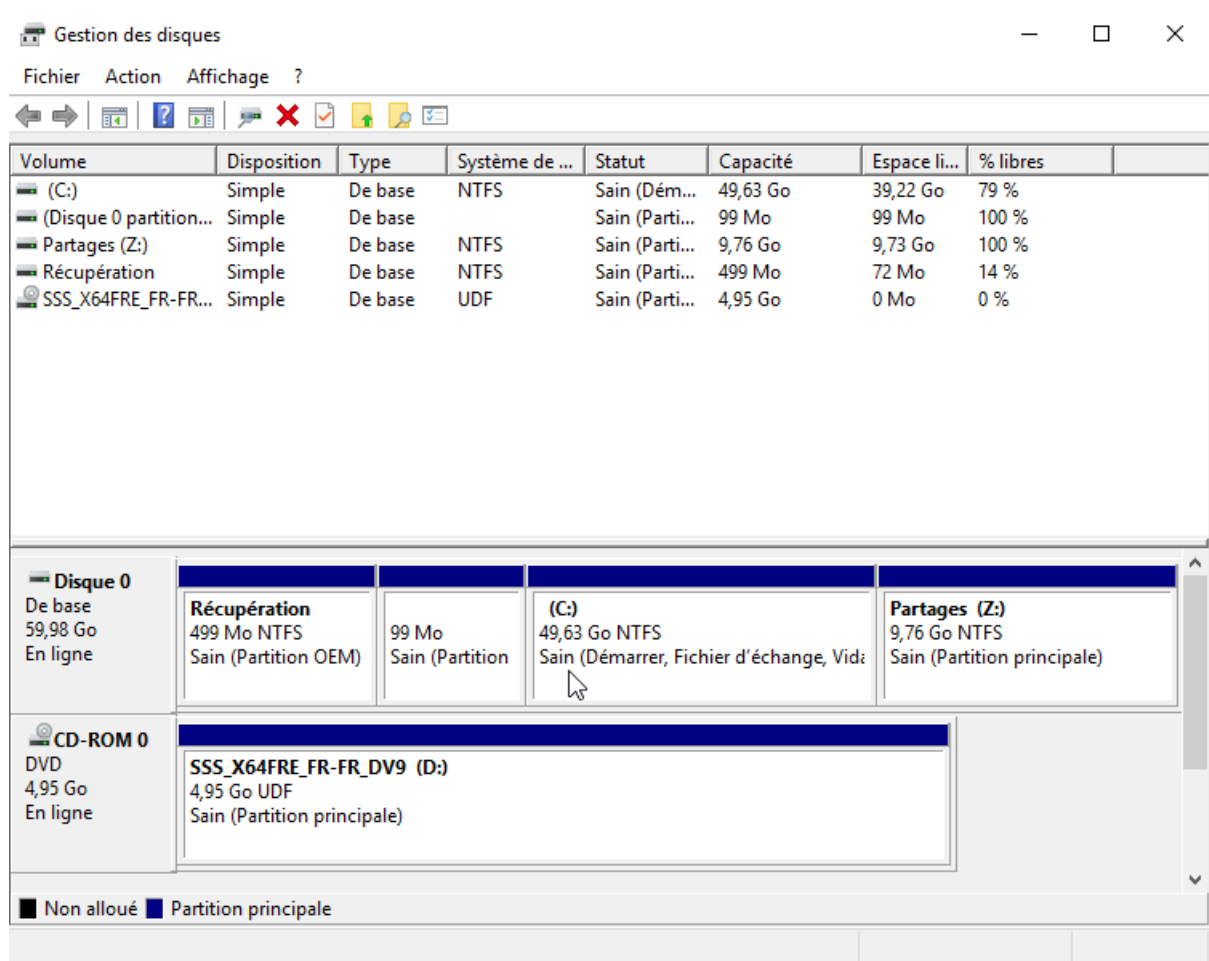 Gestion des disques
Fichier Action Affichage ?
Volume Disposition Type Système de ... Statut Capacité Espace li... % libres
(C:) Simple De base NTFS Sain (Dém... 49,63 Go 39,22 Go 79 %
(Disque 0 partition... Simple De base Sain (Parti... 99 Mo 99 Mo 100 %
Partages (Z:) Simple De base NTFS Sain (Parti... 9,76 Go 9,73 Go 100 %
Récupération Simple De base NTFS Sain (Parti... 499 Mo 72 Mo 14 %
SSS_X64FRE_FR-FR... Simple De base UDF Sain (Parti... 4,95 Go 0 Mo 0 %
Disque 0
De base
59,98 Go
En ligne
Récupération
499 Mo NTFS
Sain (Partition OEM)
99 Mo
Sain (Partition
(C:)
49,63 Go NTFS
Sain (Démarrer, Fichier d'échange, Vida
Partages (Z:)
9,76 Go NTFS
Sain (Partition principale)
CD-ROM 0
DVD
4,95 Go
En ligne
SSS_X64FRE_FR-FR_DV9 (D:)
4,95 Go UDF
Sain (Partition principale)
Non alloué Partition principale